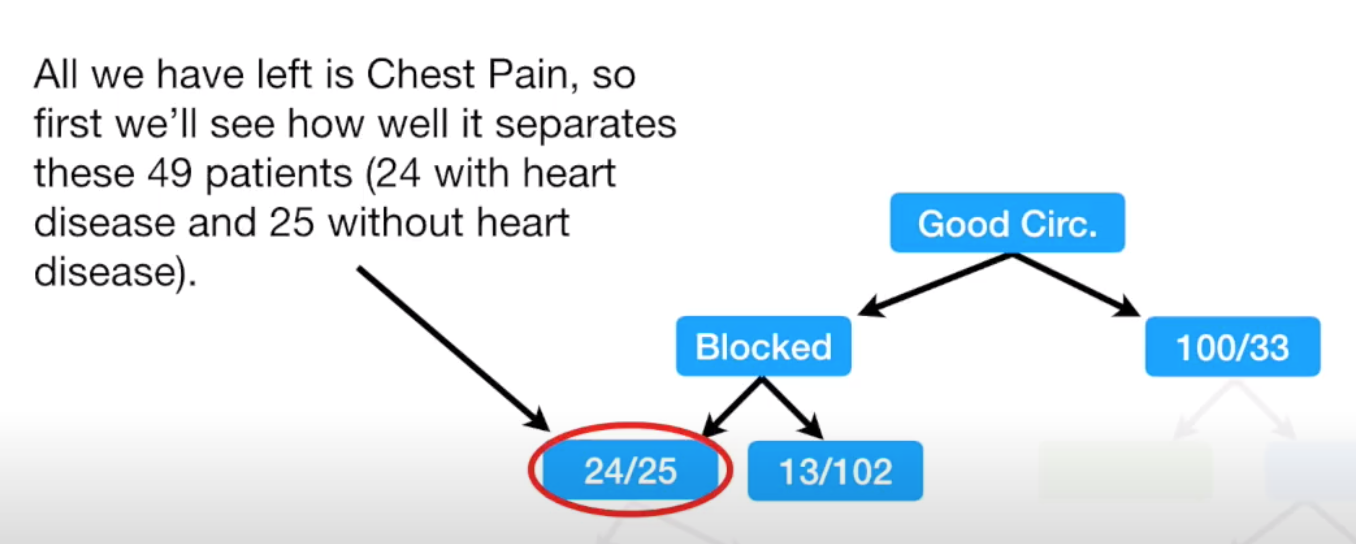 All we have left is Chest Pain, so
first we’ll see how well it separates
these 49 patients (24 with heart
disease and 25 without heart
disease).
Good Circ.
Blocked
100/33
24/25
13/102